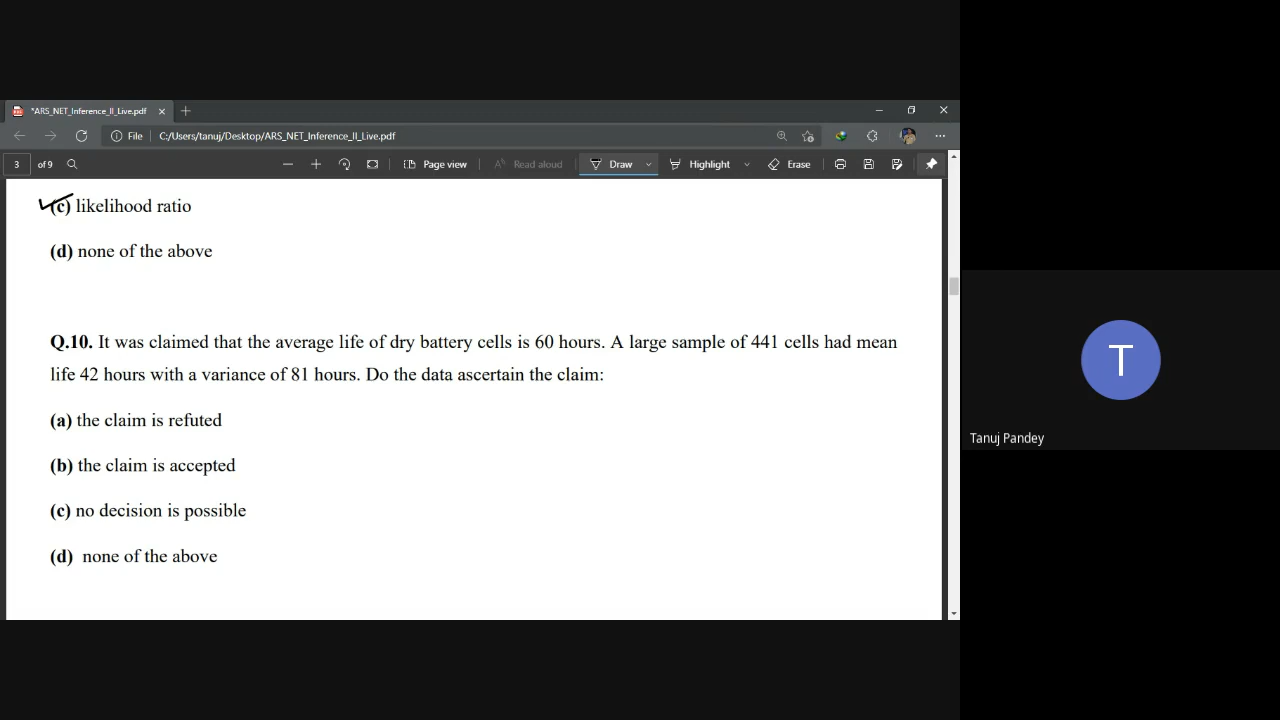 *ARS_NET_Inference_II_Live.pdf
File C:/Users/tanuj/Desktop/ARS_NET_Inference_II_Live.pdf
3 of 9 Page view Read aloud Draw Highlight Erase
(c) likelihood ratio
(d) none of the above
Q.10. It was claimed that the average life of dry battery cells is 60 hours. A large sample of 441 cells had mean
life 42 hours with a variance of 81 hours. Do the data ascertain the claim:
(a) the claim is refuted
(b) the claim is accepted
(c) no decision is possible
(d) none of the above
T
Tanuj Pandey